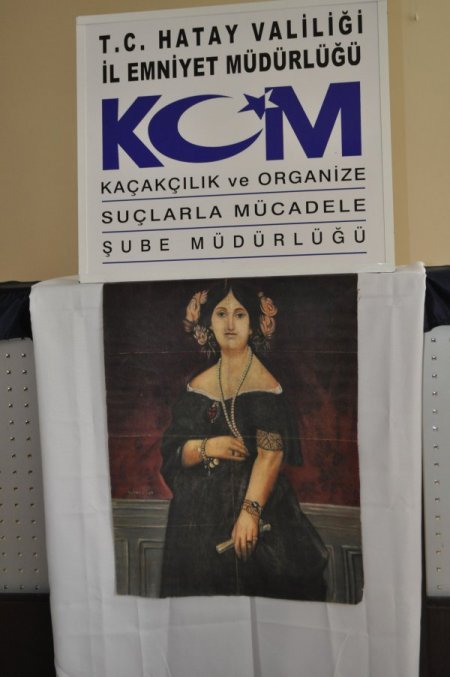 T.C. HATAY VALİLİĞİ
İL EMNİYET MÜDÜRLÜĞÜ
KOM
KAÇAKÇILIK ve ORGANİZE
SUÇLARLA MÜCADELE
ŞUBE MÜDÜRLÜĞÜ